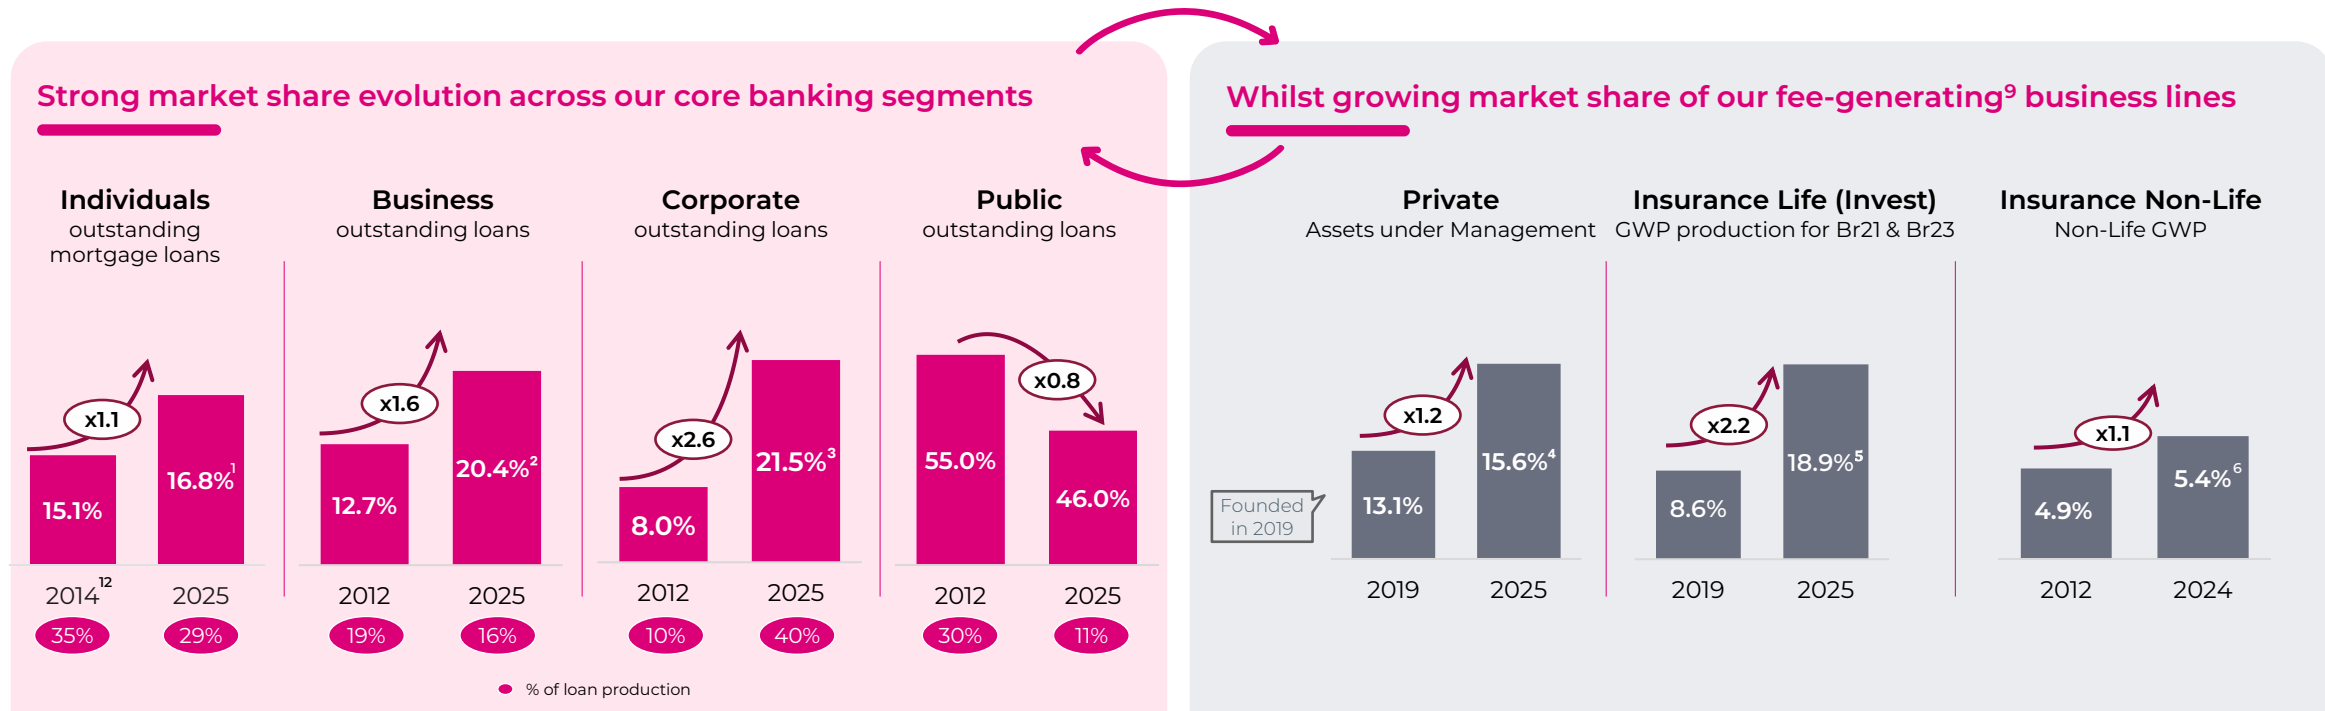 Strong market share evolution across our core banking segments
Individuals
outstanding
mortgage loans
x1.1
15.1%
16.8%1
201412
2025
35%
29%
Business
outstanding loans
x1.6
12.7%
20.4%2
2012
2025
19%
16%
Corporate
outstanding loans
x2.6
8.0%
21.5%3
2012
2025
10%
40%
Public
outstanding loans
x0.8
55.0%
46.0%
2012
2025
30%
11%
% of loan production
Whilst growing market share of our fee-generating9 business lines
Private
Assets under Management
x1.2
Founded
in 2019
13.1%
15.6%4
2019
2025
Insurance Life (Invest)
GWP production for Br21 & Br23
x2.2
8.6%
18.9%5
2019
2025
Insurance Non-Life
Non-Life GWP
x1.1
4.9%
5.4%6
2012
2024